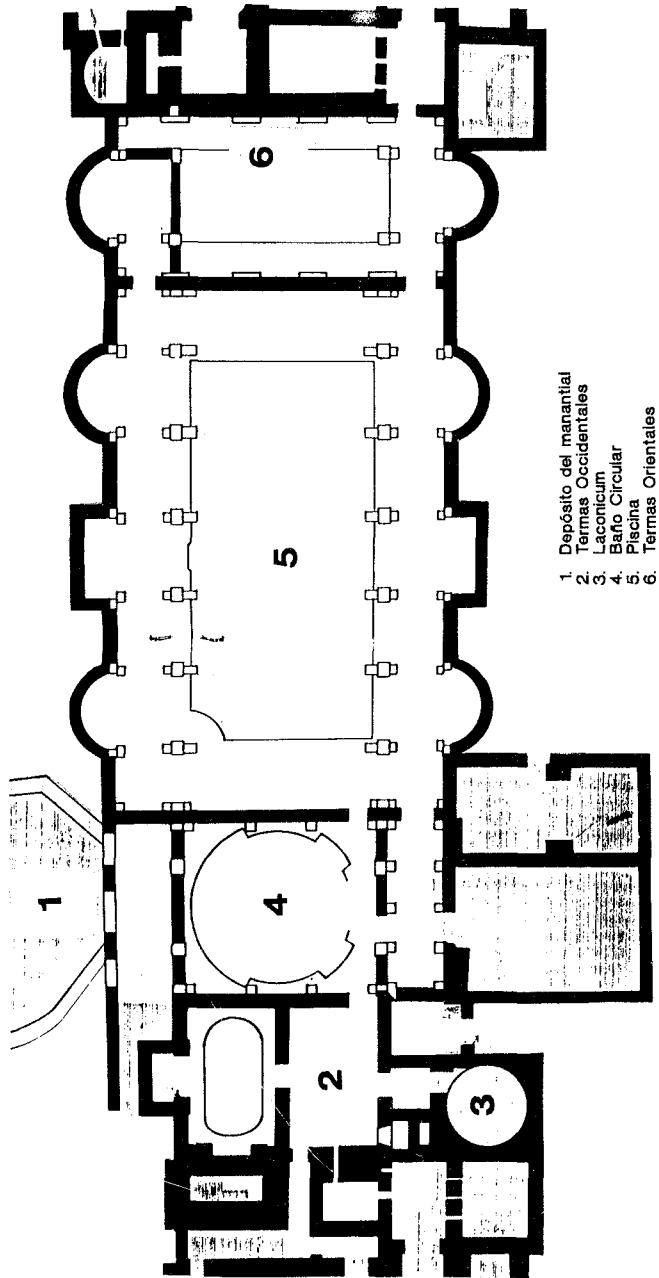 1
2
3
4
5
6
1. Depósito del manantial
2. Termas Occidentales
3. Laconicum
4. Baño Circular
5. Piscina
6. Termas Orientales